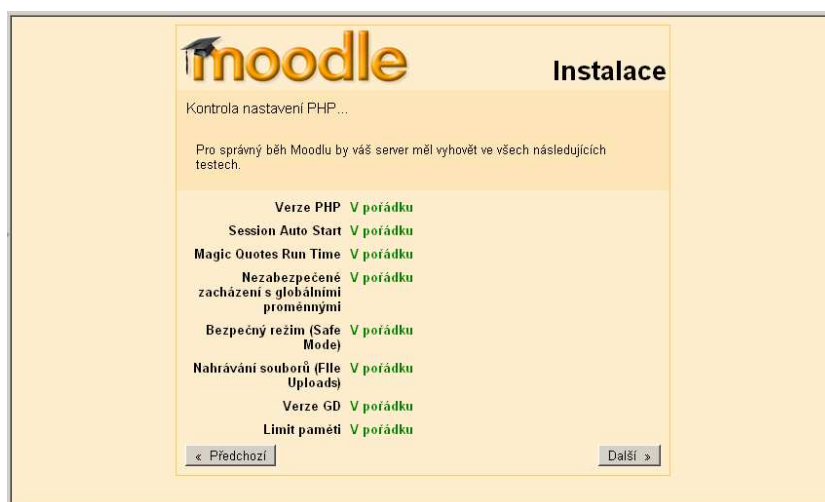 moodle
Instalace
Kontrola nastavení PHP...
Pro správný běh Moodlu by váš server měl vyhovět ve všech následujících
testech.
Verze PHP V pořádku
Session Auto Start V pořádku
Magic Quotes Run Time V pořádku
Nezabezpečené V pořádku
zacházení s globálními
proměnnými
Bezpečný režim (Safe V pořádku
Mode)
Nahrávání souborů (FIle V pořádku
Uploads)
Verze GD V pořádku
Limit paměti V pořádku
« Předchozí
Další »